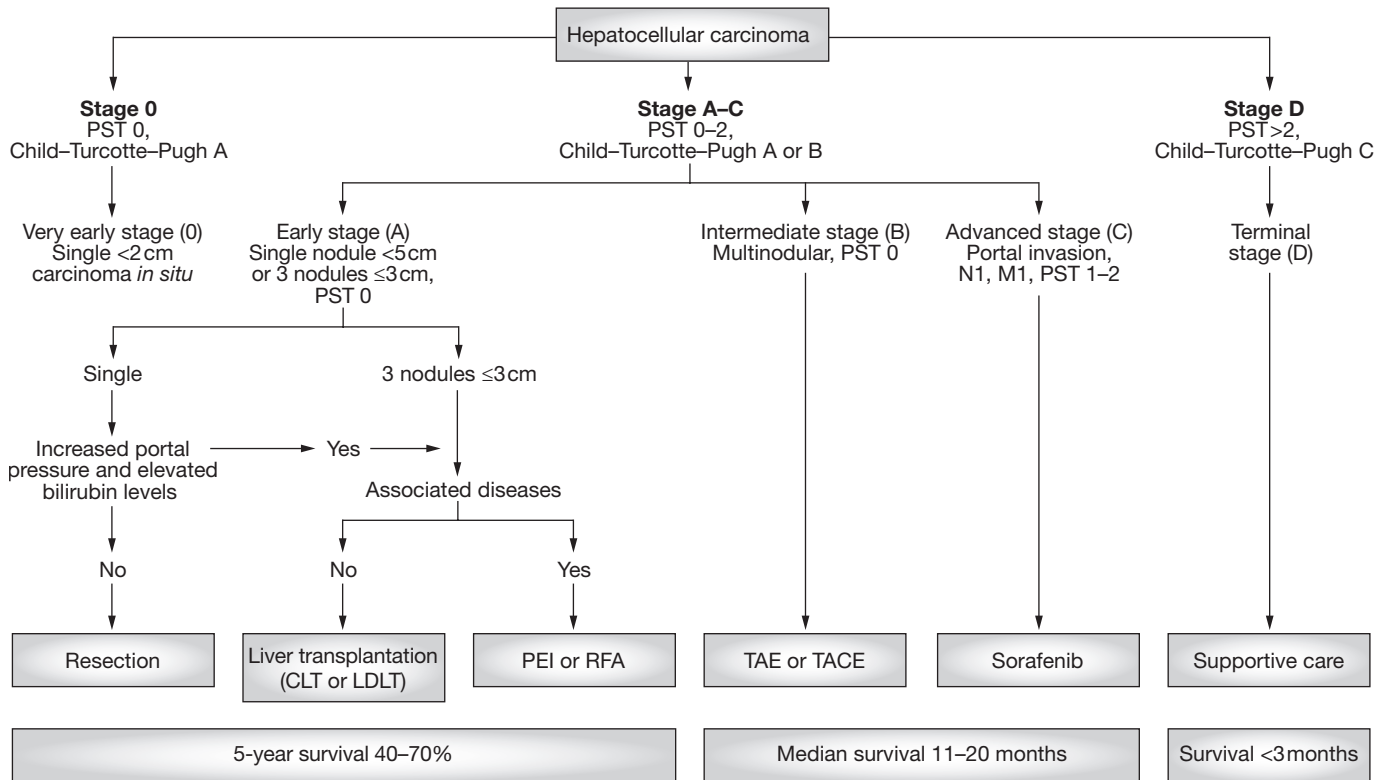 Hepatocellular carcinoma
Stage 0
PST 0,
Child–Turcotte–Pugh A
Stage A–C
PST 0–2,
Child–Turcotte–Pugh A or B
Stage D
PST >2,
Child–Turcotte–Pugh C
Very early stage (0)
Single <2 cm
carcinoma in situ
Early stage (A)
Single nodule <5 cm
or 3 nodules ≤3 cm,
PST 0
Intermediate stage (B)
Multinodular, PST 0
Advanced stage (C)
Portal invasion,
N1, M1, PST 1–2
Terminal
stage (D)
Single
3 nodules ≤3 cm
Increased portal
pressure and elevated
bilirubin levels
Yes
Associated diseases
No
No
Yes
Resection
Liver transplantation
(CLT or LDLT)
PEI or RFA
TAE or TACE
Sorafenib
Supportive care
5-year survival 40–70%
Median survival 11–20 months
Survival <3 months